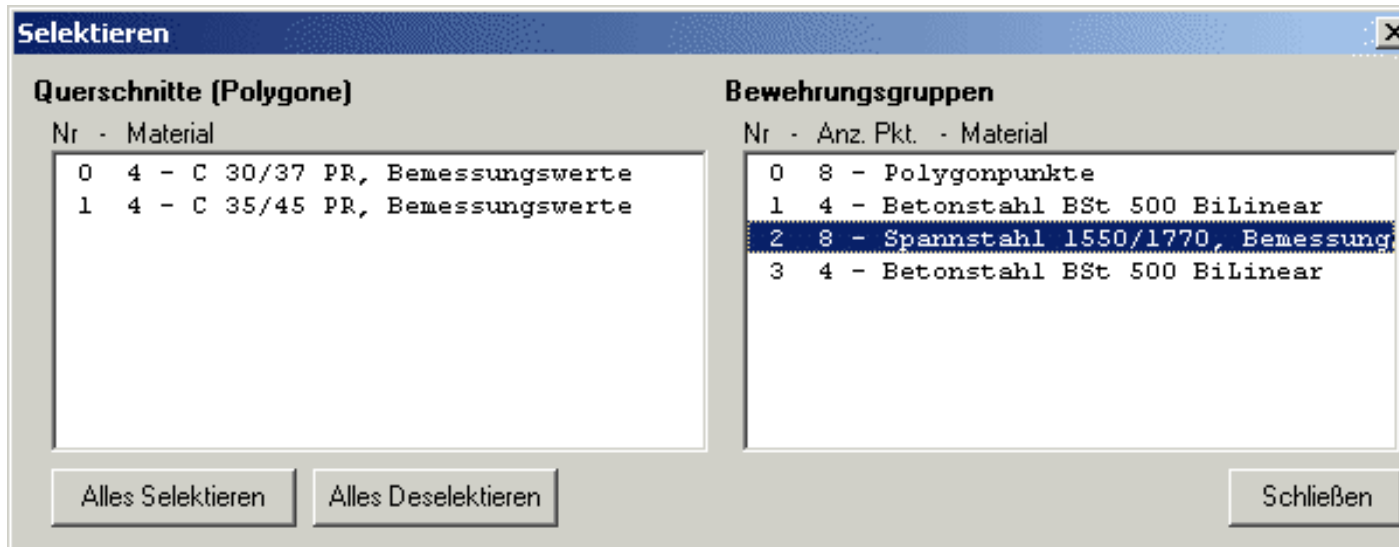 Selektieren
Querschnitte (Polygone)
Nr - Material
0 4 - C 30/37 PR, Bemessungswerte
1 4 - C 35/45 PR, Bemessungswerte
Bewehrungsgruppen
Nr - Anz. Pkt. - Material
0 8 - Polygonpunkte
1 4 - Betonstahl BSt 500 BiLinear
2 8 - Spannstahl 1550/1770, Bemessung
3 4 - Betonstahl BSt 500 BiLinear
Alles Selektieren Alles Deselektieren Schließen